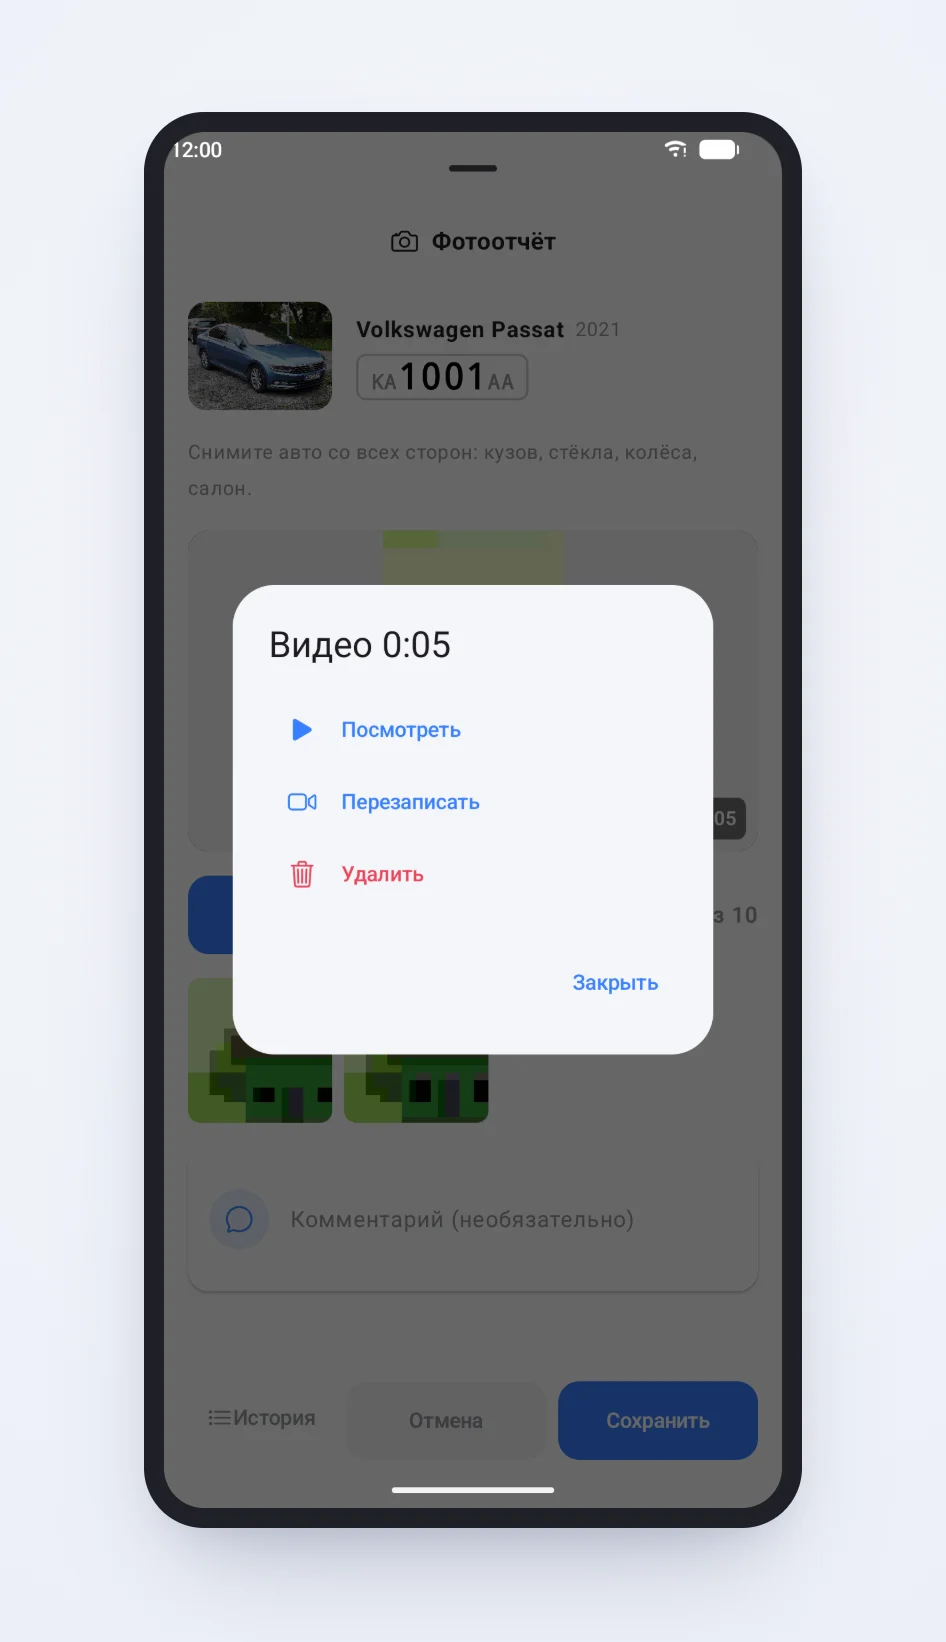 12:00
Фотоотчёт
Volkswagen Passat 2021
KA 1001 AA
Снимите авто со всех сторон: кузов, стёкла, колёса,
салон.
Видео 0:05
Посмотреть
Перезаписать
05
Удалить
з 10
Закрыть
Комментарий (необязательно)
История
Отмена
Сохранить